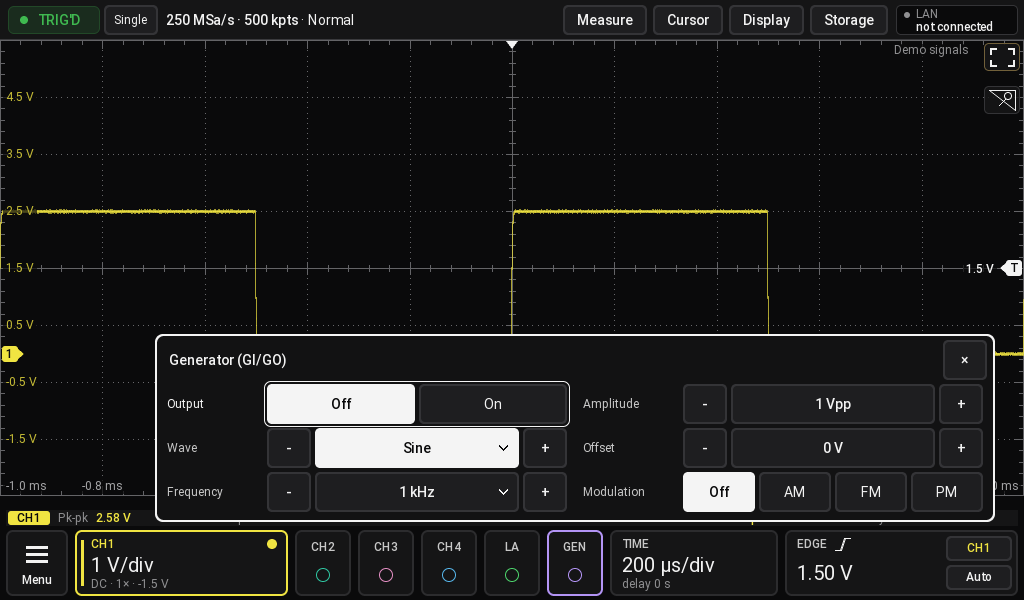 TRIG'D Single 250 MSa/s · 500 kpts · Normal Measure Cursor Display Storage LAN
not connected
Demo signals
4.5 V
3.5 V
2.5 V
1.5 V 1.5 V T
0.5 V
1
-0.5 V
-1.5 V
-1.0 ms -0.8 ms
Generator (GI/GO) ×
Output Off On Amplitude - 1 Vpp +
Wave - Sine + Offset - 0 V +
Frequency - 1 kHz + Modulation Off AM FM PM
CH1 Pk-pk 2.58 V
Menu
CH1
1 V/div
DC · 1× · -1.5 V
CH2 CH3 CH4 LA GEN
TIME
200 µs/div
delay 0 s
EDGE
1.50 V
CH1
Auto